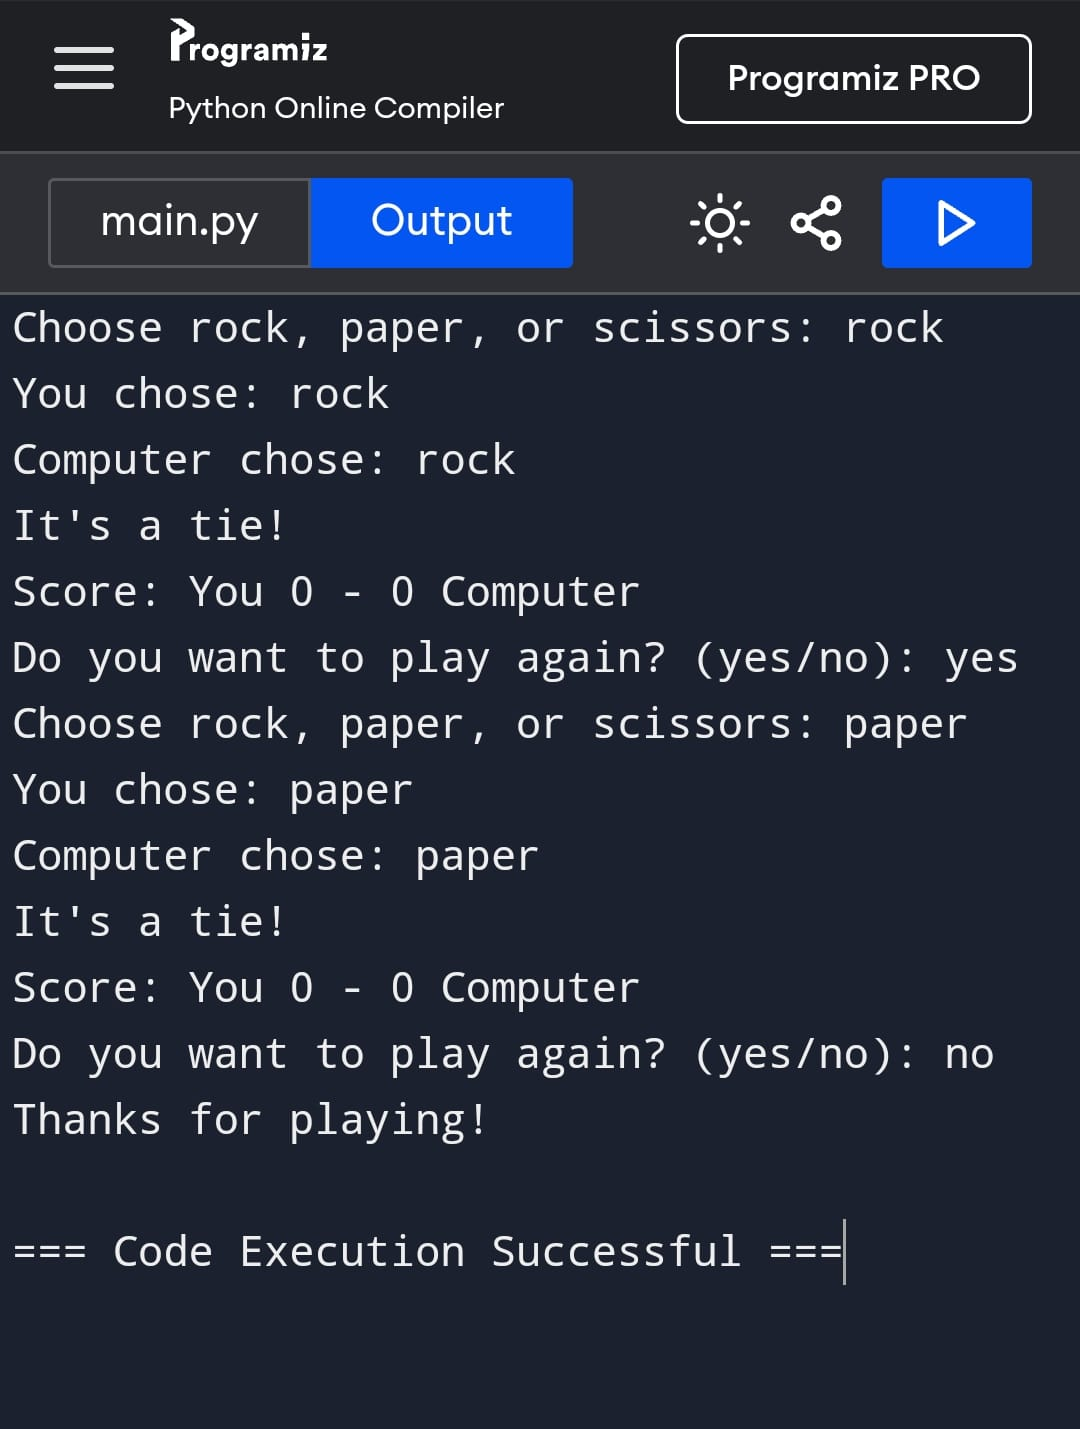 Programiz
Python Online Compiler
Programiz PRO
main.py
Output
Choose rock, paper, or scissors: rock
You chose: rock
Computer chose: rock
It's a tie!
Score: You 0 - 0 Computer
Do you want to play again? (yes/no): yes
Choose rock, paper, or scissors: paper
You chose: paper
Computer chose: paper
It's a tie!
Score: You 0 - 0 Computer
Do you want to play again? (yes/no): no
Thanks for playing!
=== Code Execution Successful ===